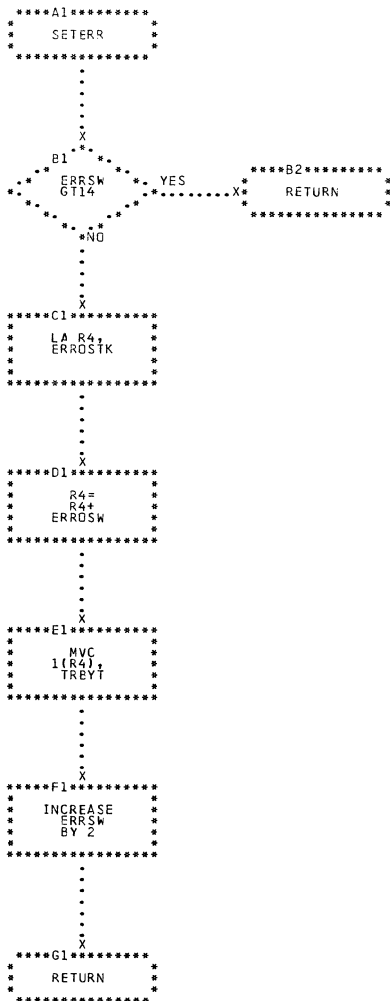 A1
SETERR
B1
ERRSW
GT14
YES
B2
RETURN
NO
C1
LA R4,
ERROSTK
D1
R4=
R4+
ERROSW
E1
MVC
1(R4),
TRBYT
F1
INCREASE
ERRSW
BY 2
G1
RETURN